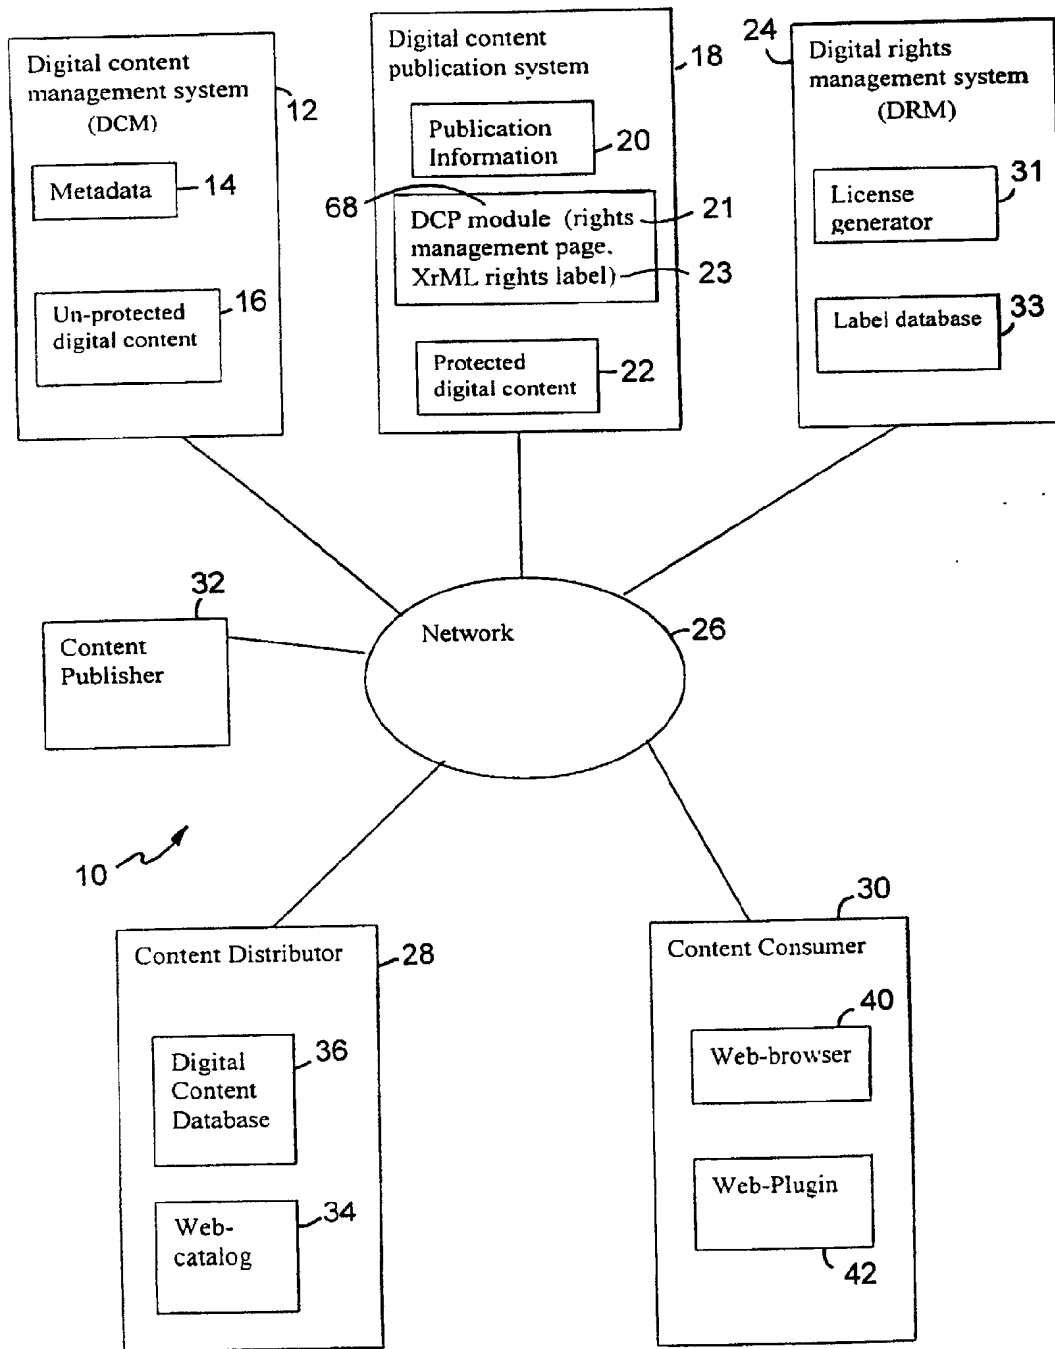 Digital content
management system
(DCM)
12
Metadata
14
Un-protected
digital content
16
Digital content
publication system
18
Publication
Information
20
68
DCP module (rights
management page.
XrML rights label)
21
23
Protected
digital content
22
24
Digital rights
management system
(DRM)
License
generator
31
Label database
33
32
Content
Publisher
Network
26
10
Content Distributor
28
Digital
Content
Database
36
Web-
catalog
34
30
Content Consumer
40
Web-browser
Web-Plugin
42